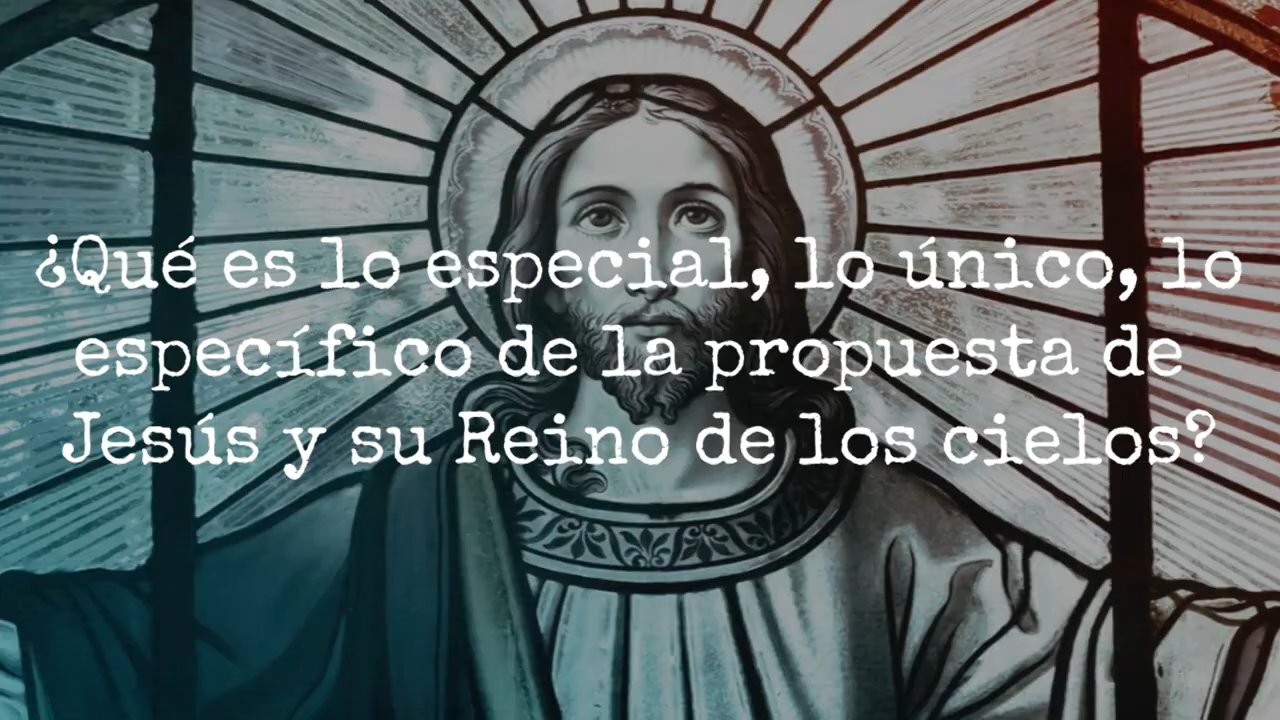 ¿Qué es lo especial, lo único, lo
específico de la propuesta de
Jesús y su Reino de los cielos?